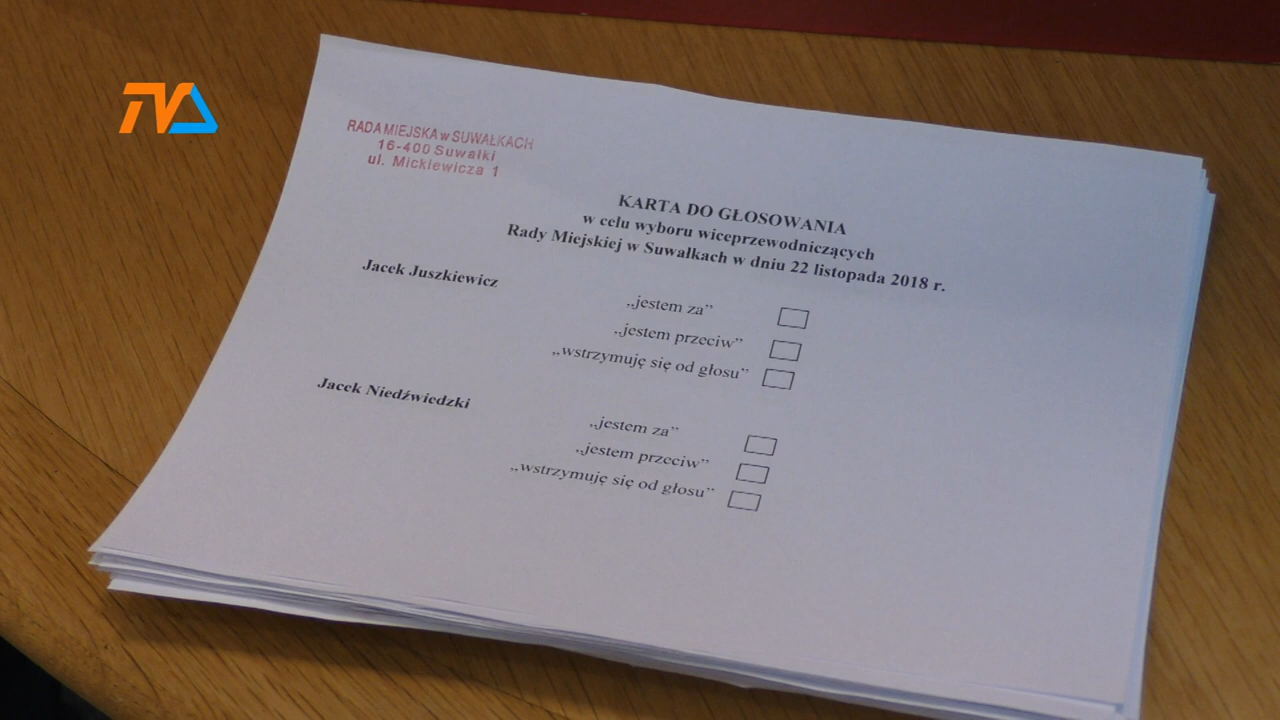 TVS
RADA MIEJSKA w SUWAŁKACH
16-400 Suwałki
ul. Mickiewicza 1
KARTA DO GŁOSOWANIA
w celu wyboru wiceprzewodniczących
Rady Miejskiej w Suwałkach w dniu 22 listopada 2018 r.
Jacek Juszkiewicz
„jestem za”
„jestem przeciw”
„wstrzymuję się od głosu”
Jacek Niedźwiedzki
„jestem za”
„jestem przeciw”
„wstrzymuję się od głosu”